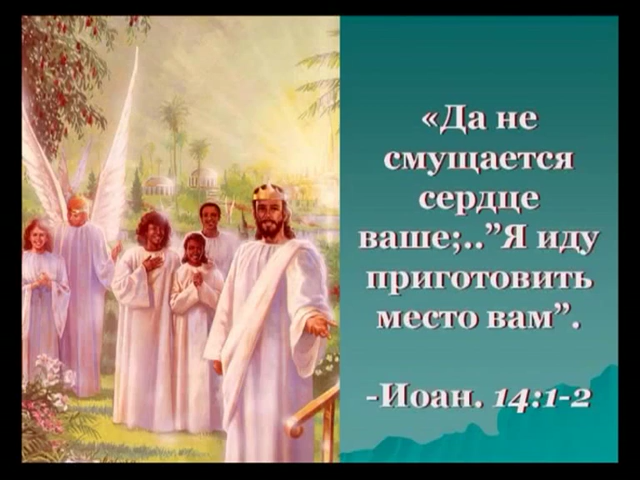 «Да не
смущается
сердце
ваше;..”Я иду
приготовить
место вам”.
-Иоан. 14:1-2